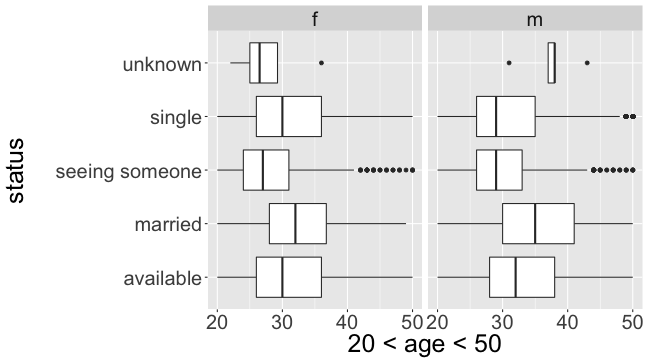 f
m
unknown
single
seeing someone
married
available
status
20 30 40 50 20 30 40 50
20 < age < 50